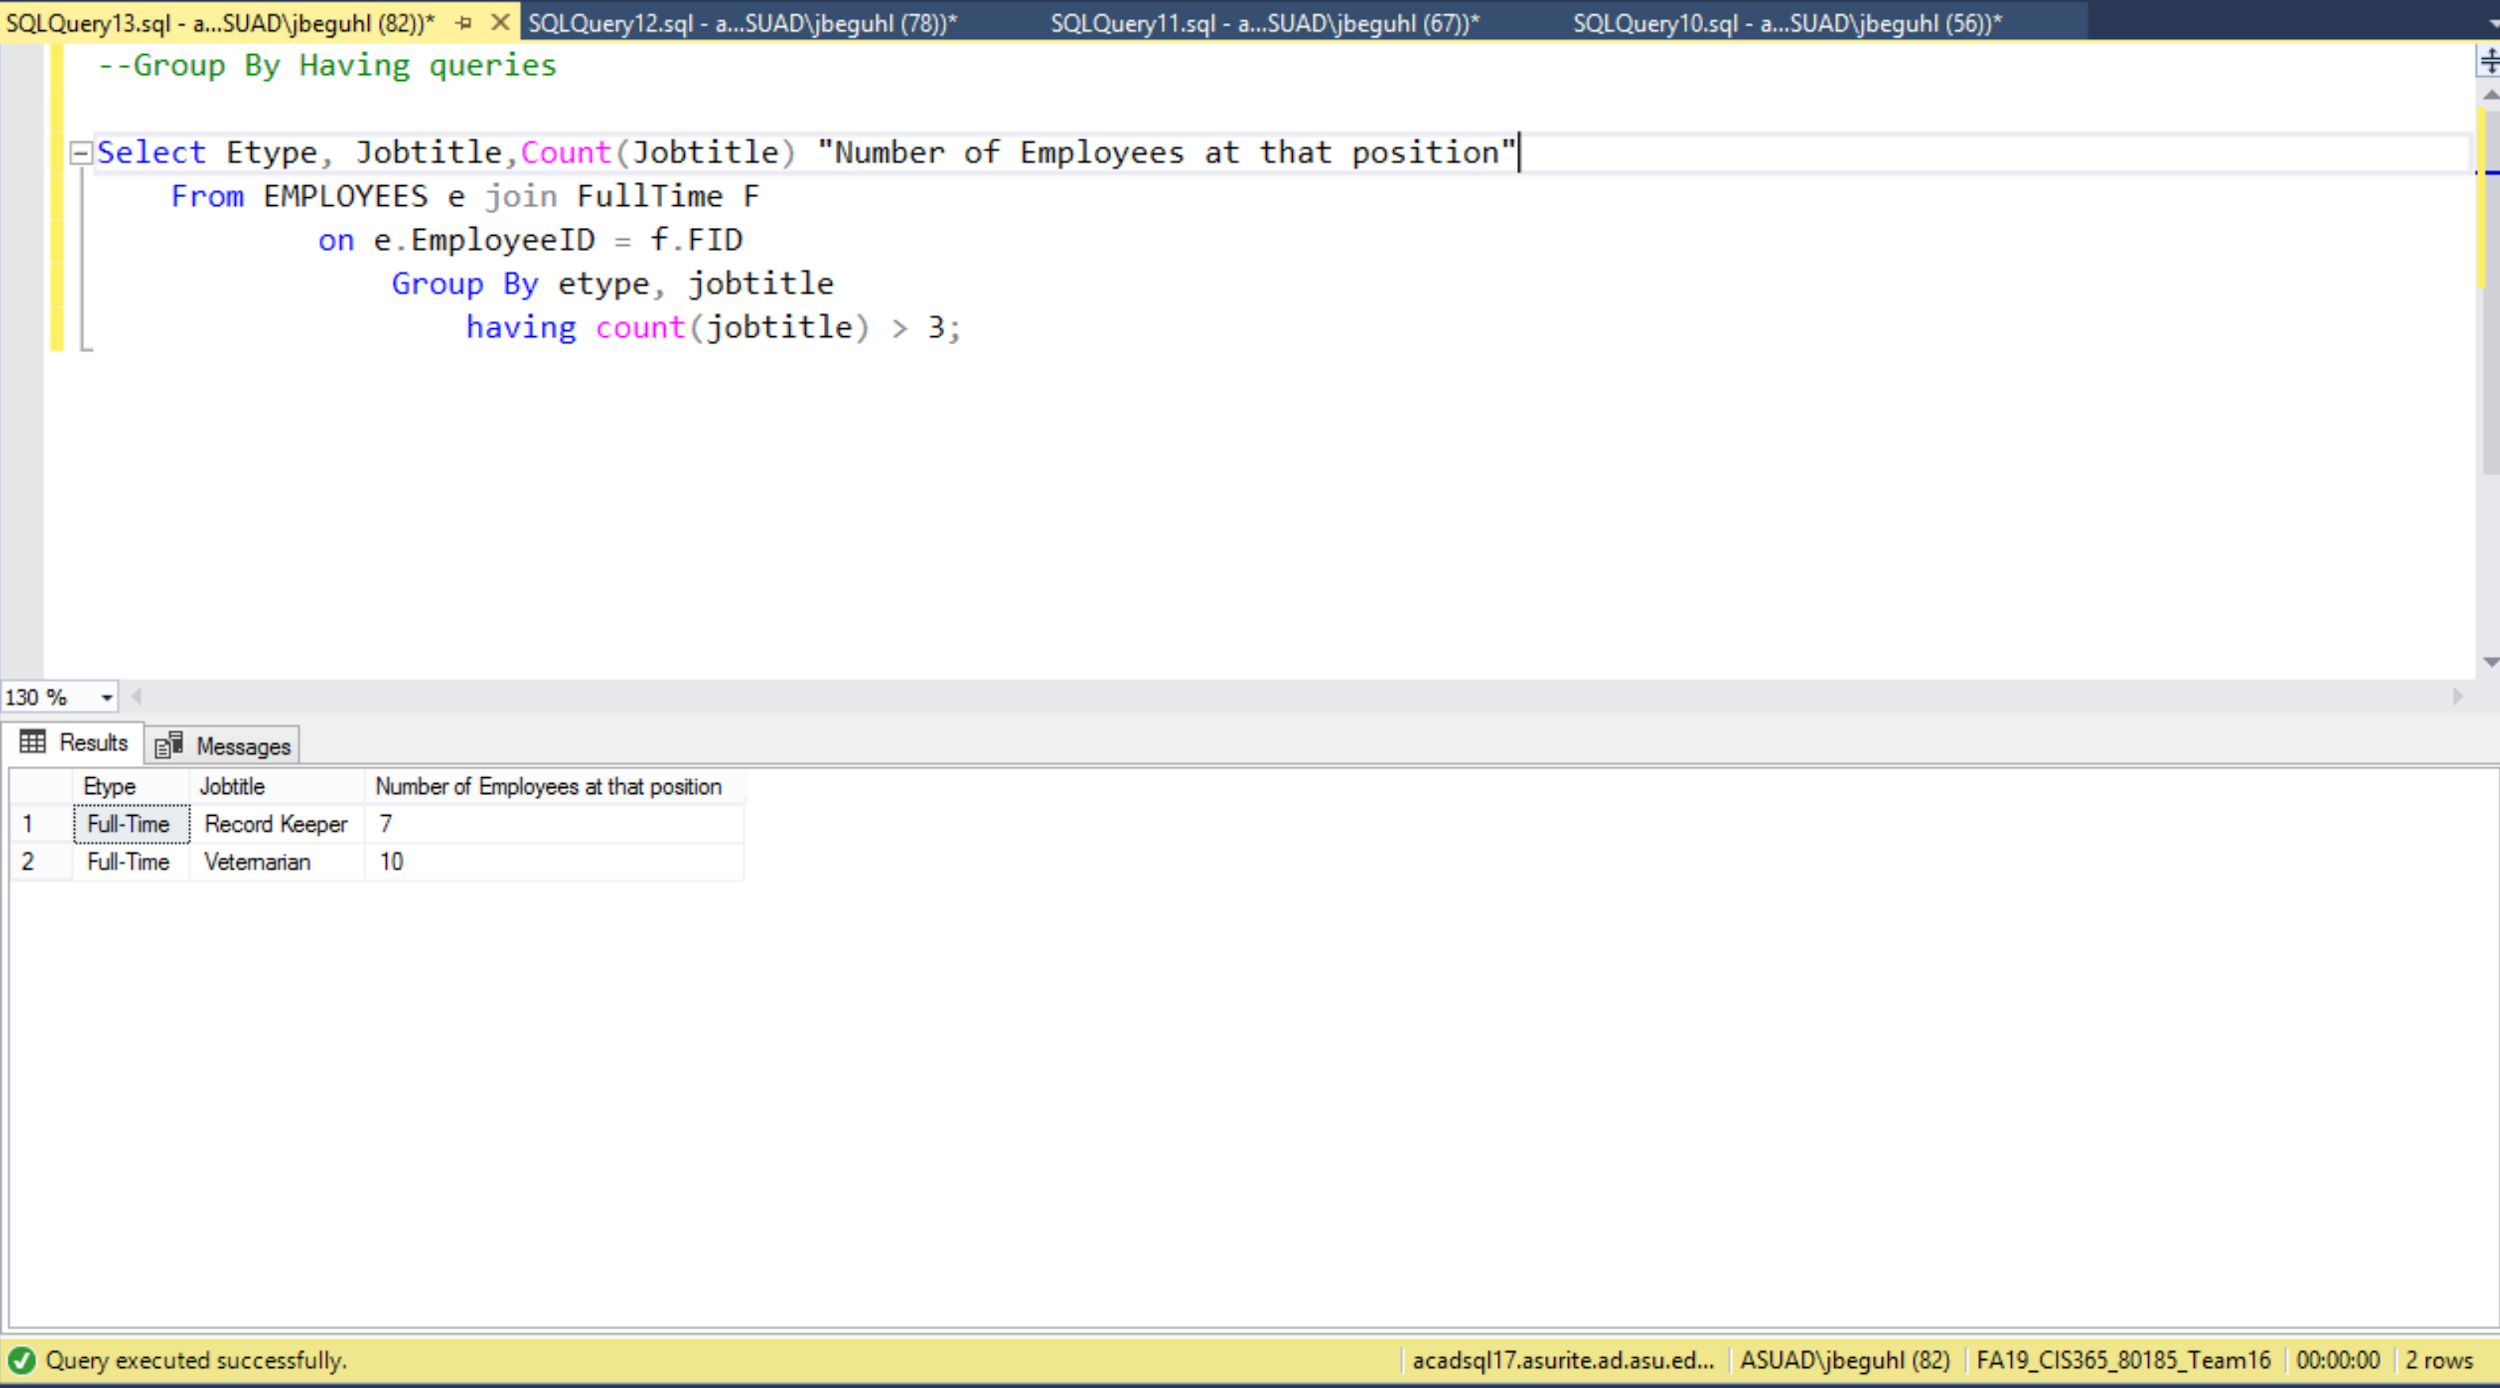 SQLQuery13.sql - a...SUAD\jbeguhl (82))* SQLQuery12.sql - a...SUAD\jbeguhl (78))* SQLQuery11.sql - a...SUAD\jbeguhl (67))* SQLQuery10.sql - a...SUAD\jbeguhl (56))*
--Group By Having queries
Select Etype, Jobtitle,Count(Jobtitle) "Number of Employees at that position"
From EMPLOYEES e join FullTime F
on e.EmployeeID = f.FID
Group By etype, jobtitle
having count(jobtitle) > 3;
130 %
Results Messages
Etype Jobtitle Number of Employees at that position
1 Full-Time Record Keeper 7
2 Full-Time Veternarian 10
Query executed successfully. acadsql17.asurite.ad.asu.ed... ASUAD\jbeguhl (82) FA19_CIS365_80185_Team16 00:00:00 2 rows